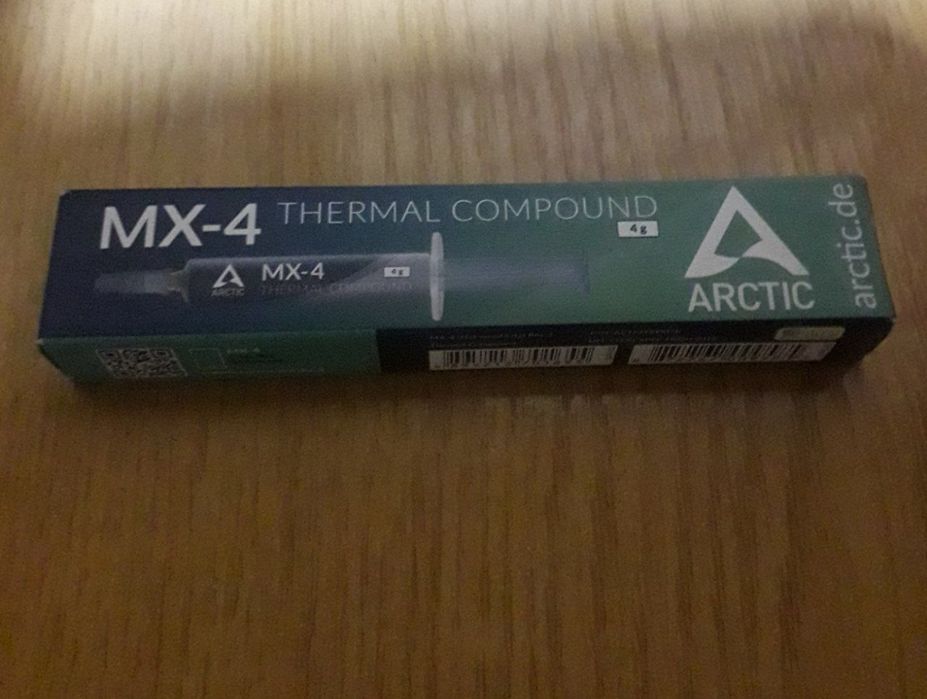 MX-4 THERMAL COMPOUND
4g
ARCTIC
MX-4
4g
THERMAL COMPOUND
ARCTIC
arctic.de